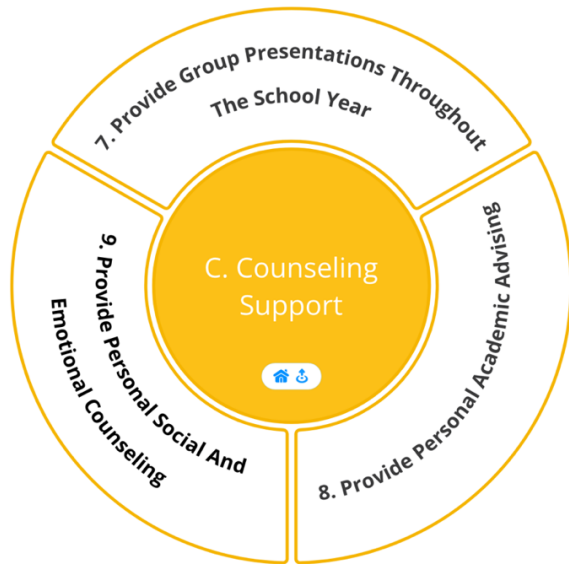 7. Provide Group Presentations Throughout
The School Year
C. Counseling
Support
8. Provide Personal Academic Advising
9. Provide Personal Social And
Emotional Counseling